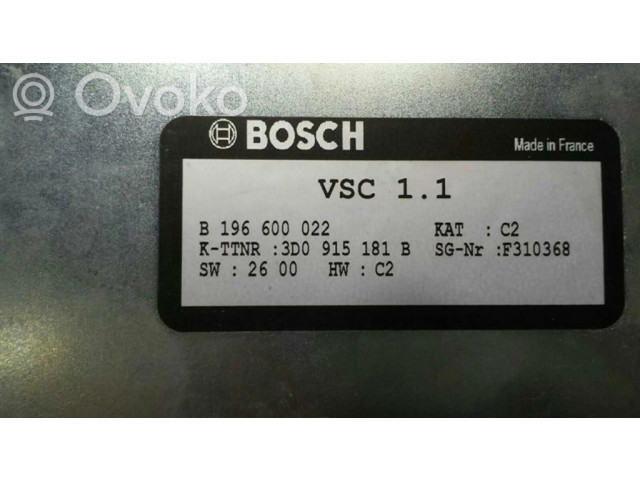 Ovoko
BOSCH
Made in France
VSC 1.1
B 196 600 022 KAT : C2
K-TTNR :3D0 915 181 B SG-Nr :F310368
SW : 26 00 HW : C2